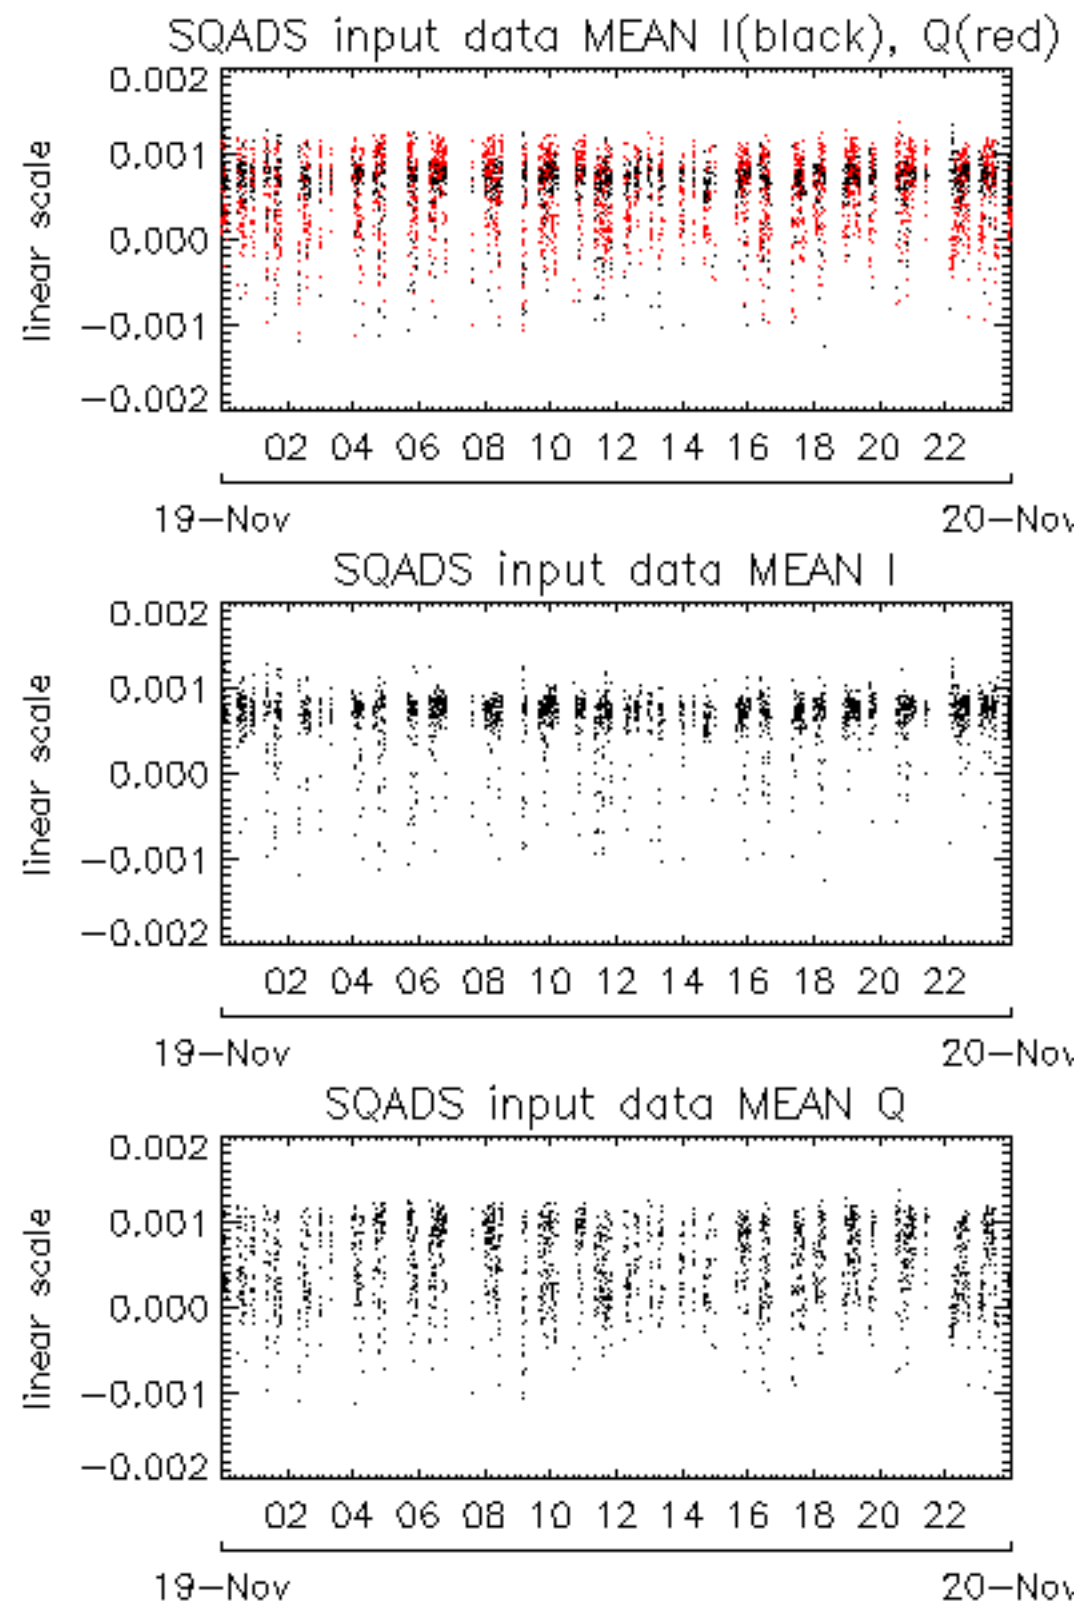 SQADS input data MEAN I(black), Q(red)
0.002
0.001
0.000
−0.001
−0.002
linear scale
02 04 06 08 10 12 14 16 18 20 22
19−Nov 20−Nov
SQADS input data MEAN I
0.002
0.001
0.000
−0.001
−0.002
linear scale
02 04 06 08 10 12 14 16 18 20 22
19−Nov 20−Nov
SQADS input data MEAN Q
0.002
0.001
0.000
−0.001
−0.002
linear scale
02 04 06 08 10 12 14 16 18 20 22
19−Nov 20−Nov